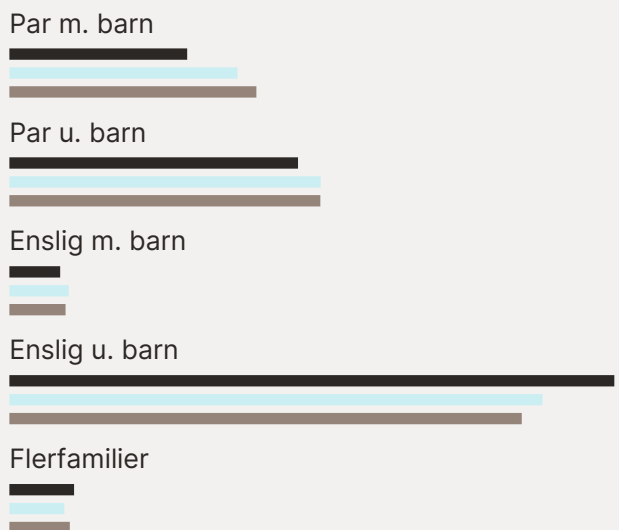 Par m. barn
Par u. barn
Enslig m. barn
Enslig u. barn
Flerfamilier